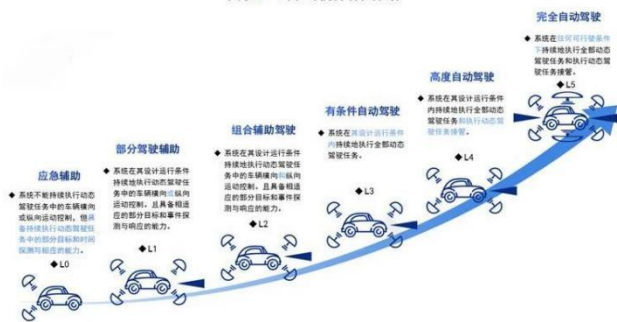 应急辅助
◆ 系统不能持续执行动态
驾驶任务中的车辆横向
或纵向运动控制，但具
备持续执行动态驾驶任
务中的部分目标和时间
探测与相应的能力。
◆L0
部分驾驶辅助
◆ 系统在其设计运行条件
持续地执行动态驾驶任
务中的车辆横向或纵向
运动控制，且具备相适
应的部分目标和事件探
测与响应的能力。
◆L1
组合辅助驾驶
◆ 系统在其设计运行条件
持续地执行动态驾驶任
务中的车辆横向和纵向
运动控制，且具备相适
应的部分目标和事件探
测与响应的能力。
◆L2
有条件自动驾驶
◆ 系统在其设计运行条件
内持续地执行全部动态
驾驶任务。
◆L3
高度自动驾驶
◆ 系统在其设计运行条件
内持续地执行全部动态
驾驶任务和执行动态驾
驶任务接管。
◆L4
完全自动驾驶
◆ 系统在任何可行驶条件
下持续地执行全部动态
驾驶任务和执行动态驾
驶任务接管。
◆L5